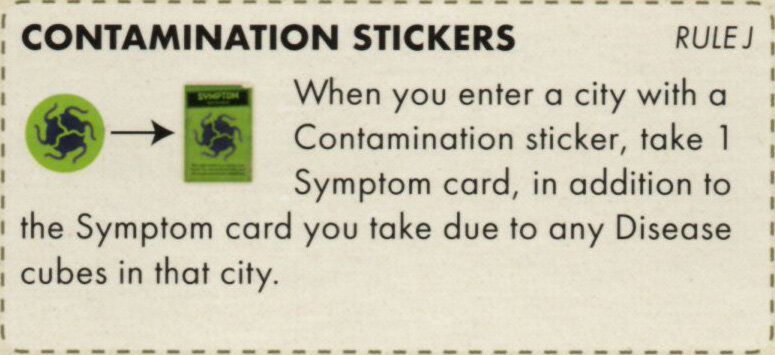 CONTAMINATION STICKERS RULE J
SYMPTOM
When you enter a city with a
Contamination sticker, take 1
Symptom card, in addition to
the Symptom card you take due to any Disease
cubes in that city.